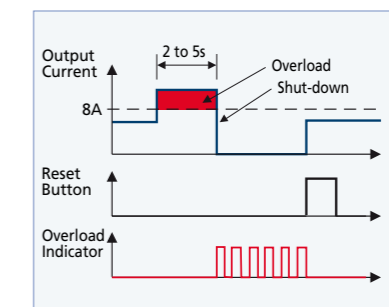 Output
Current
2 to 5s
Overload
Shut-down
8A
Reset
Button
Overload
Indicator